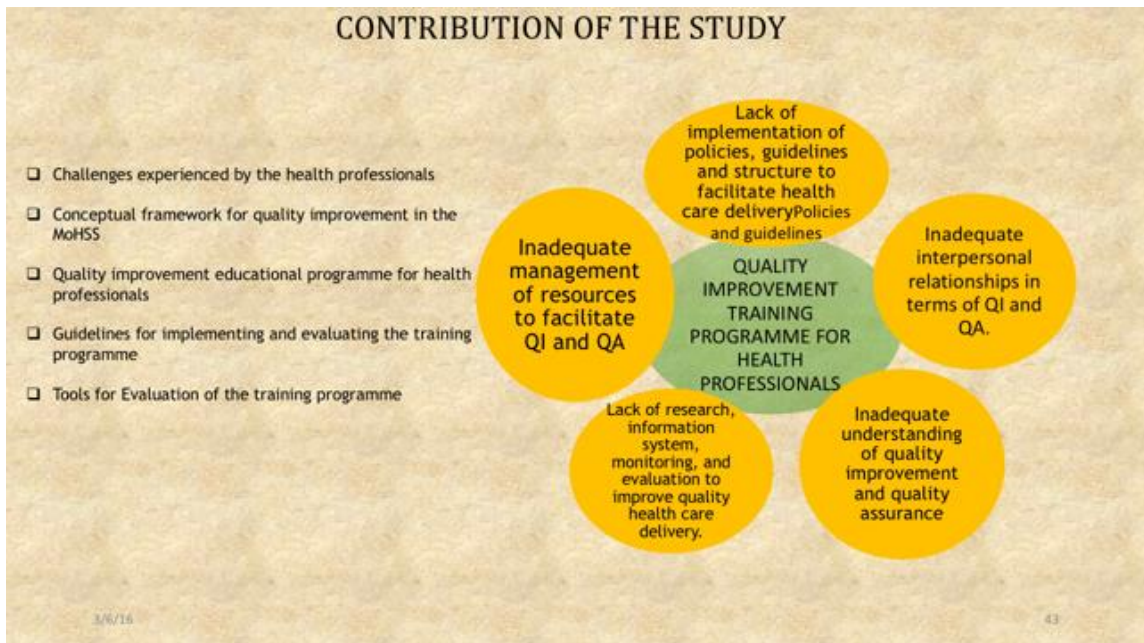 CONTRIBUTION OF THE STUDY
❑ Challenges experienced by the health professionals
❑ Conceptual framework for quality improvement in the
MoHSS
❑ Quality improvement educational programme for health
professionals
❑ Guidelines for implementing and evaluating the training
programme
❑ Tools for Evaluation of the training programme
Lack of
implementation of
policies, guidelines
and structure to
facilitate health
care deliveryPolicies
and guidelines
Inadequate
interpersonal
relationships in
terms of QI and
QA.
Inadequate
understanding
of quality
improvement
and quality
assurance
Lack of research,
information
system,
monitoring, and
evaluation to
improve quality
health care
delivery.
Inadequate
management
of resources
to facilitate
QI and QA
QUALITY
IMPROVEMENT
TRAINING
PROGRAMME FOR
HEALTH
PROFESSIONALS
3/6/16
43